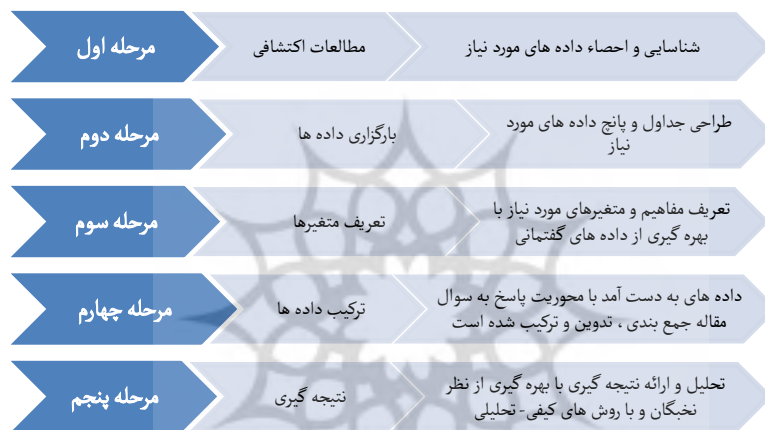 مرحله اول
مطالعات اکتشافی
شناسایی و احصاء داده های مورد نیاز
مرحله دوم
بارگزاری داده ها
طراحی جداول و پانچ داده های مورد
نیاز
مرحله سوم
تعریف متغیرها
تعریف مفاهیم و متغیرهای مورد نیاز با
بهره گیری از داده های گفتمانی
مرحله چهارم
ترکیب داده ها
داده های به دست آمد با محوریت پاسخ به سوال
مقاله جمع بندی ، تدوین و ترکیب شده است
مرحله پنجم
نتیجه گیری
تحلیل و ارائه نتیجه گیری با بهره گیری از نظر
نخبگان و با روش های کیفی- تحلیلی